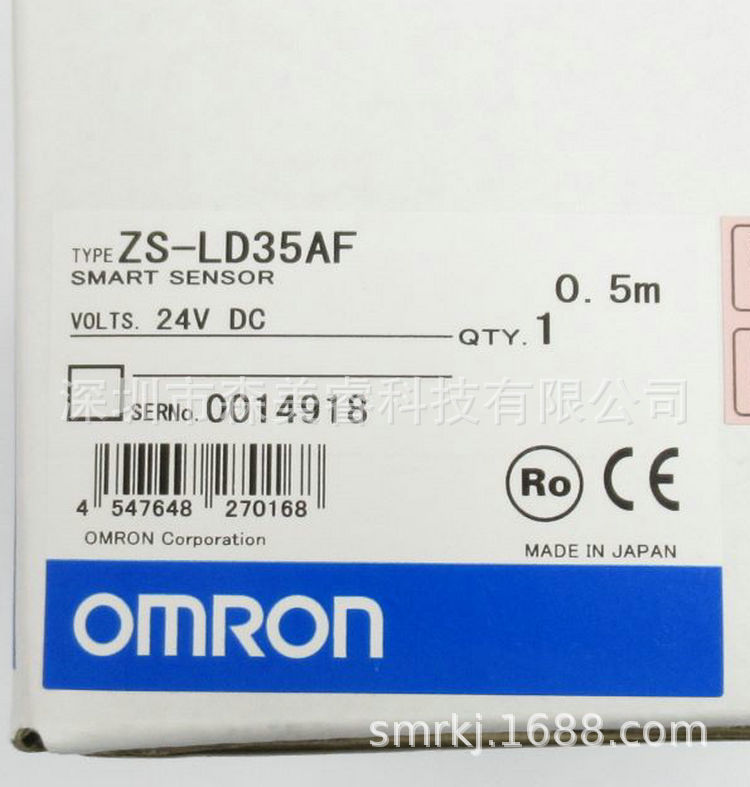 TYPE ZS-LD35AF
SMART SENSOR
0.5m
VOLTS. 24V DC
QTY. 1
深圳市森美睿科技有限公司
SERNo. 0014918
4 547648 270168
Ro CE
OMRON Corporation
MADE IN JAPAN
OMRON
smrkj.1688.com